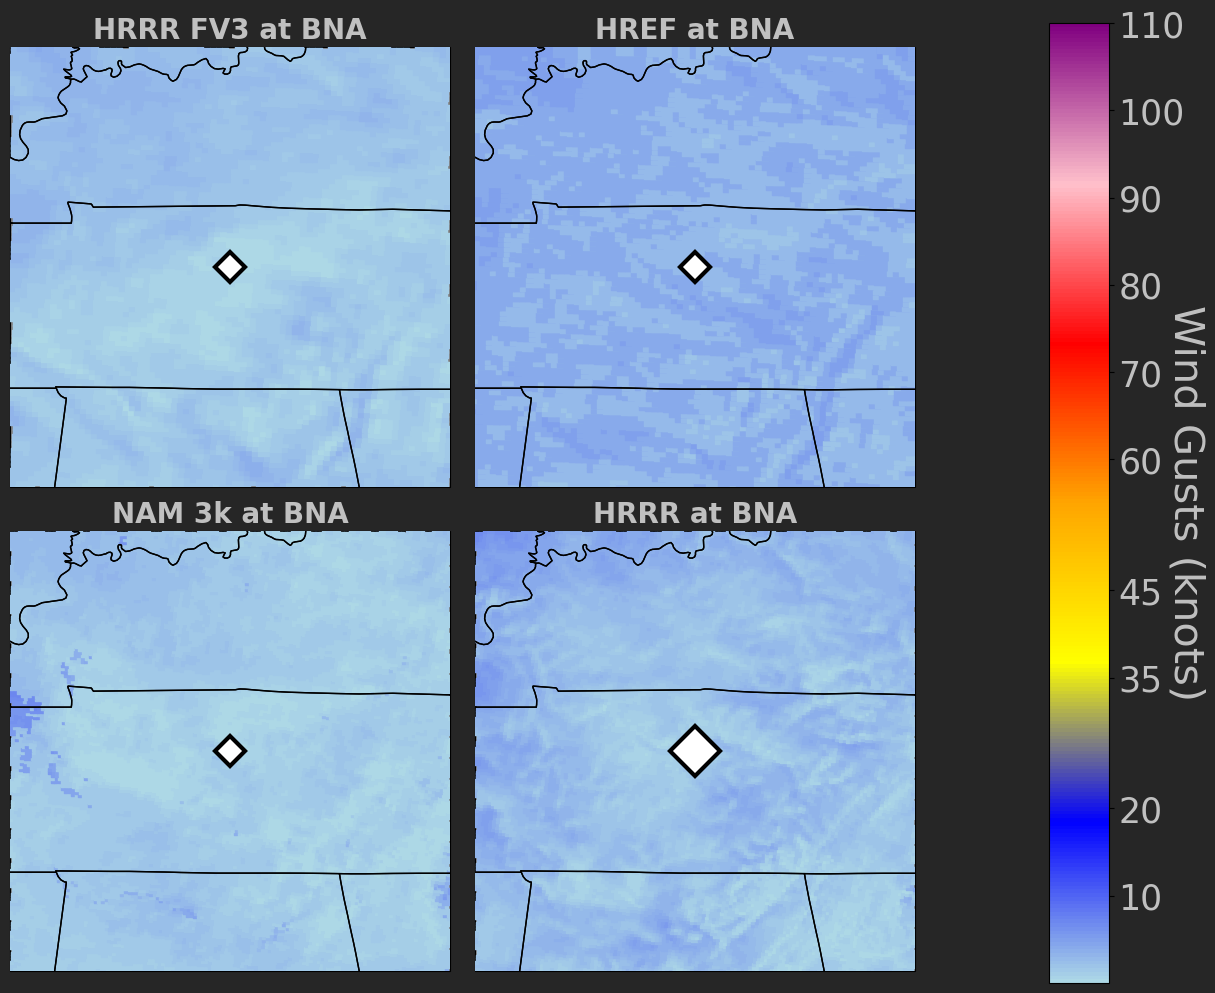 HRRR FV3 at BNA
HREF at BNA
NAM 3k at BNA
HRRR at BNA
110
100
90
80
70
60
45
35
20
10
Wind Gusts (knots)